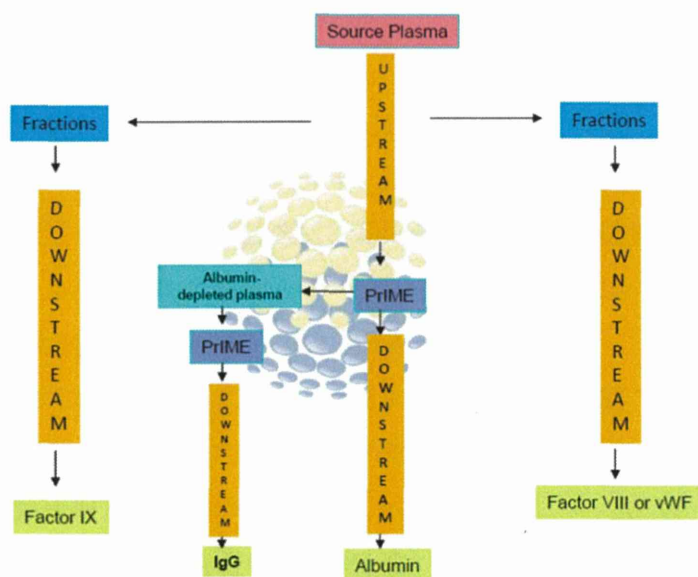 Source Plasma
UPSTREAM
Fractions
Fractions
DOWNSTREAM
DOWNSTREAM
Albumin-
depleted plasma
PrIME
PrIME
DOWNSTREAM
DOWNSTREAM
Factor IX
Factor VIII or vWF
IgG
Albumin